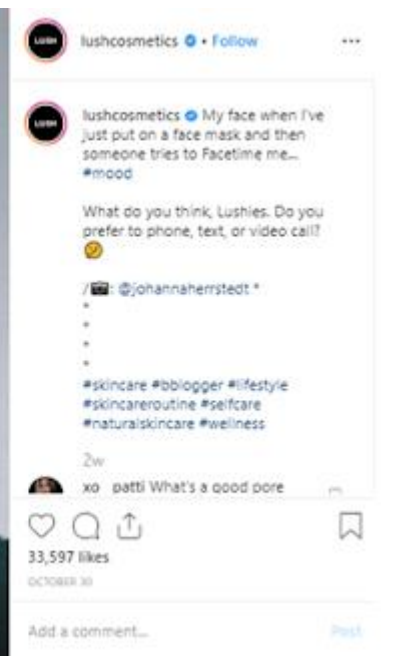 LUSH
lushcosmetics • Follow
LUSH
lushcosmetics My face when I've
just put on a face mask and then
someone tries to Facetime me...
#mood
What do you think, Lushies. Do you
prefer to phone, text, or video call?
/📷: @johannaherrstedt *
*
*
*
*
#skincare #bblogger #lifestyle
#skincareroutine #selfcare
#naturalskincare #wellness
2w
xo_patti What's a good pore
33,597 likes
OCTOBER 30
Add a comment...
Post